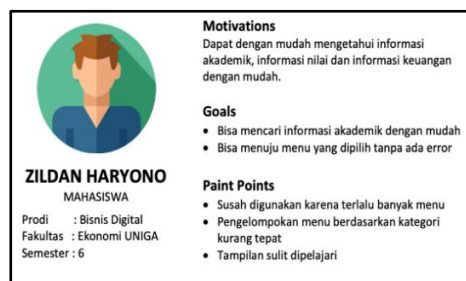 ZILDAN HARYONO
MAHASISWA
Prodi : Bisnis Digital
Fakultas : Ekonomi UNIGA
Semester : 6
Motivations
Dapat dengan mudah mengetahui informasi
akademik, informasi nilai dan informasi keuangan
dengan mudah.
Goals
• Bisa mencari informasi akademik dengan mudah
• Bisa menuju menu yang dipilih tanpa ada error
Paint Points
• Susah digunakan karena terlalu banyak menu
• Pengelompokan menu berdasarkan kategori
kurang tepat
• Tampilan sulit dipelajari